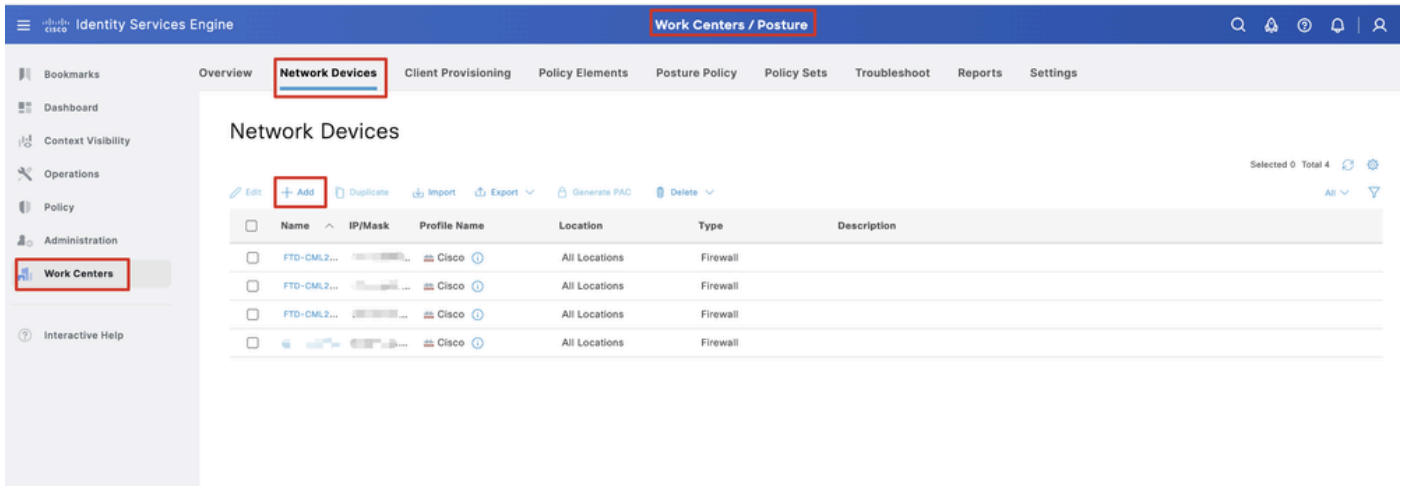 cisco Identity Services Engine
Work Centers / Posture
Bookmarks
Dashboard
Context Visibility
Operations
Policy
Administration
Work Centers
Interactive Help
Overview Network Devices Client Provisioning Policy Elements Posture Policy Policy Sets Troubleshoot Reports Settings
Network Devices
Selected 0 Total 4
Edit Add Duplicate Import Export Generate PAC Delete All
Name IP/Mask Profile Name Location Type Description
FTD-CML2... ... Cisco All Locations Firewall
FTD-CML2... ... Cisco All Locations Firewall
FTD-CML2... ... Cisco All Locations Firewall
... Cisco All Locations Firewall